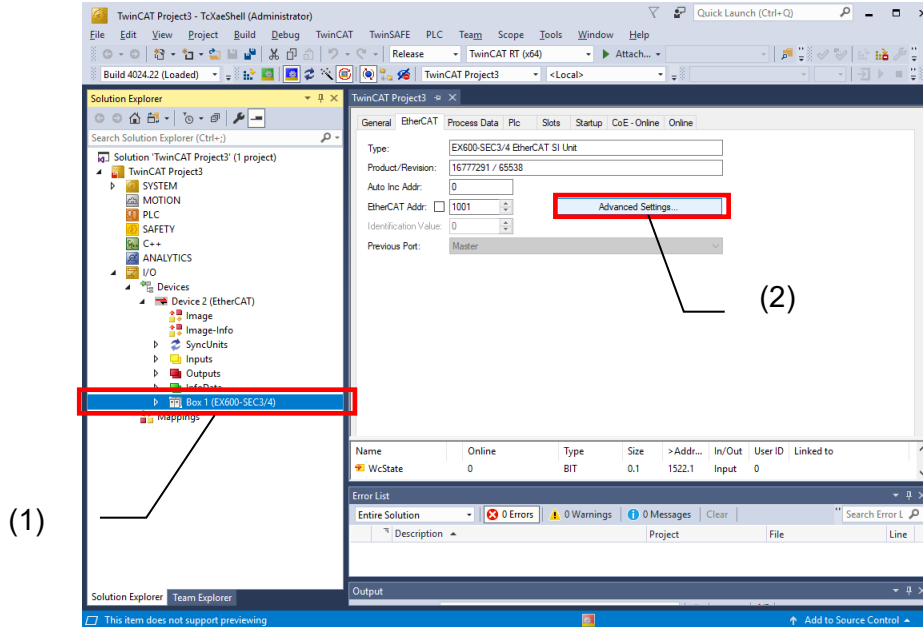 TwinCAT Project3 - TcXaeShell (Administrator)
Quick Launch (Ctrl+Q)
File Edit View Project Build Debug TwinCAT TwinSAFE PLC Team Scope Tools Window Help
Release TwinCAT RT (x64) Attach...
Build 4024.22 (Loaded) TwinCAT Project3 <Local>
Solution Explorer
Search Solution Explorer (Ctrl+;)
Solution 'TwinCAT Project3' (1 project)
TwinCAT Project3
SYSTEM
MOTION
PLC
SAFETY
C++
ANALYTICS
I/O
Devices
Device 2 (EtherCAT)
Image
Image-Info
SyncUnits
Inputs
Outputs
InfoData
Box 1 (EX600-SEC3/4)
Mappings
(1)
Solution Explorer Team Explorer
TwinCAT Project3
General EtherCAT Process Data Plc Slots Startup CoE - Online Online
Type: EX600-SEC3/4 EtherCAT SI Unit
Product/Revision: 16777291 / 65538
Auto Inc Addr: 0
EtherCAT Addr: 1001 Advanced Settings...
Identification Value: 0
Previous Port: Master
(2)
Name Online Type Size >Addr... In/Out User ID Linked to
WcState 0 BIT 0.1 1522.1 Input 0
Error List
Entire Solution 0 Errors 0 Warnings 0 Messages Clear Search Error L
Description Project File Line
Output
This item does not support previewing Add to Source Control